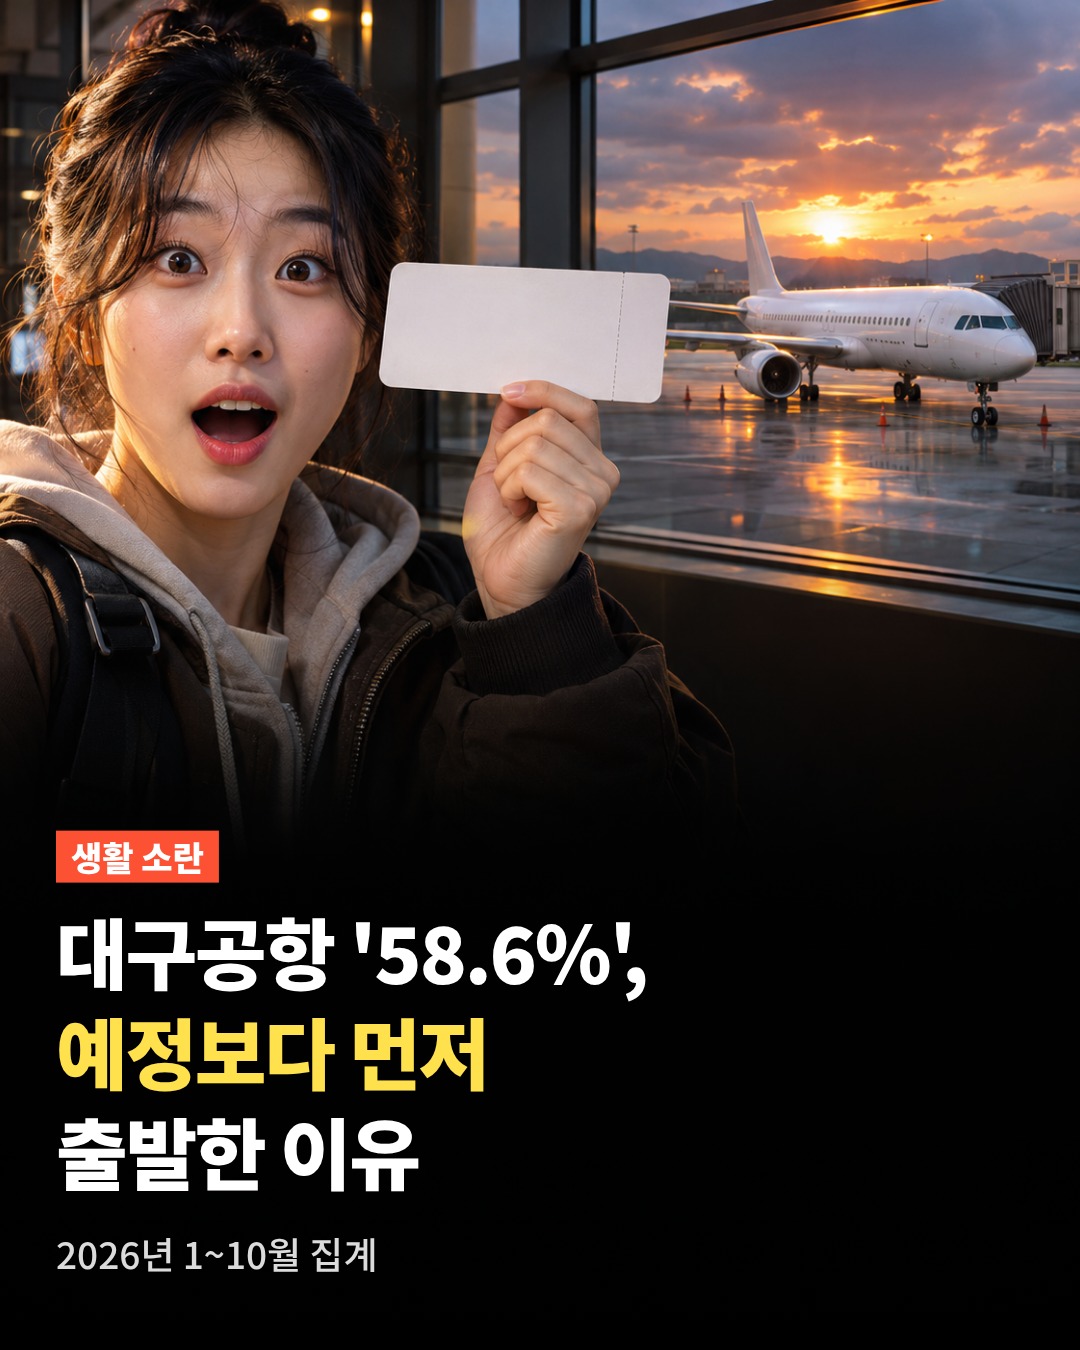 생활 소란
대구공항 '58.6%',
예정보다 먼저
출발한 이유
2026년 1~10월 집계